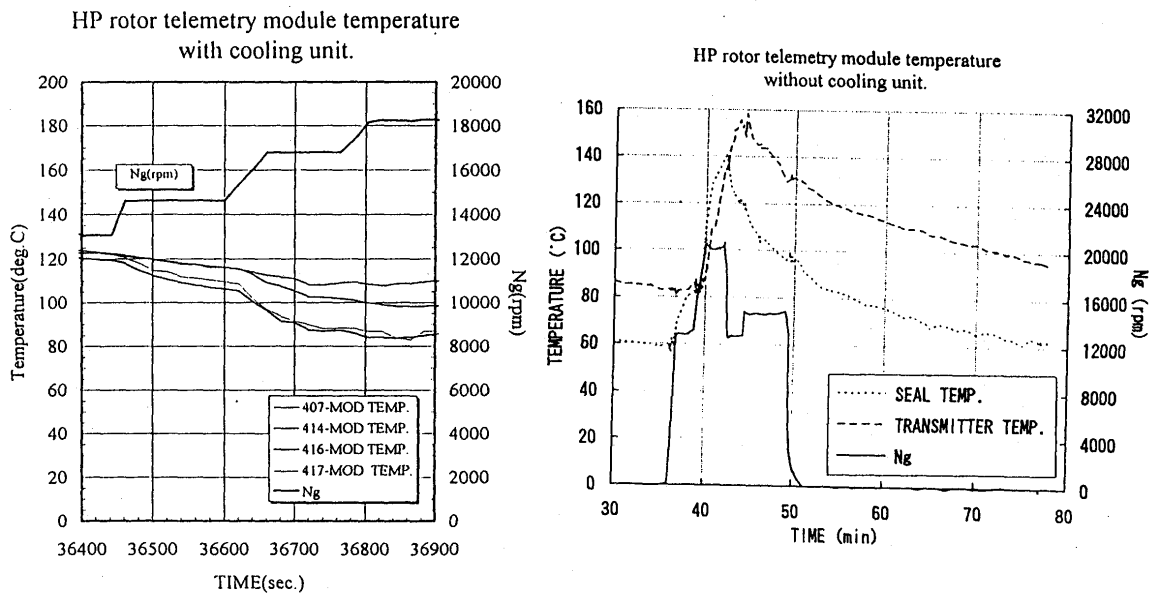 HP rotor telemetry module temperature
with cooling unit.
200
180
160
140
120
100
80
60
40
20
0
Temperature(deg.C)
20000
18000
16000
14000
12000
10000
8000
6000
4000
2000
0
Ng(rpm)
Ng(rpm)
407-MOD TEMP.
414-MOD TEMP.
416-MOD TEMP.
417-MOD TEMP.
Ng
36400 36500 36600 36700 36800 36900
TIME(sec.)
HP rotor telemetry module temperature
without cooling unit.
160
140
120
100
80
60
40
20
0
TEMPERATURE (°C)
32000
28000
24000
20000
16000
12000
8000
4000
0
Ng (rpm)
SEAL TEMP.
TRANSMITTER TEMP.
Ng
30 40 50 60 70 80
TIME (min)